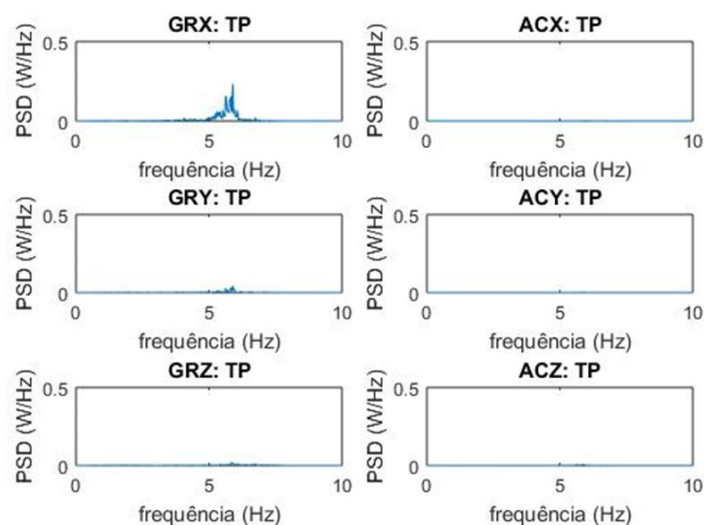 GRX: TP
PSD (W/Hz)
0.5
0
0
5
10
frequência (Hz)
ACX: TP
PSD (W/Hz)
0.5
0
0
5
10
frequência (Hz)
GRY: TP
PSD (W/Hz)
0.5
0
0
5
10
frequência (Hz)
ACY: TP
PSD (W/Hz)
0.5
0
0
5
10
frequência (Hz)
GRZ: TP
PSD (W/Hz)
0.5
0
0
5
10
frequência (Hz)
ACZ: TP
PSD (W/Hz)
0.5
0
0
5
10
frequência (Hz)